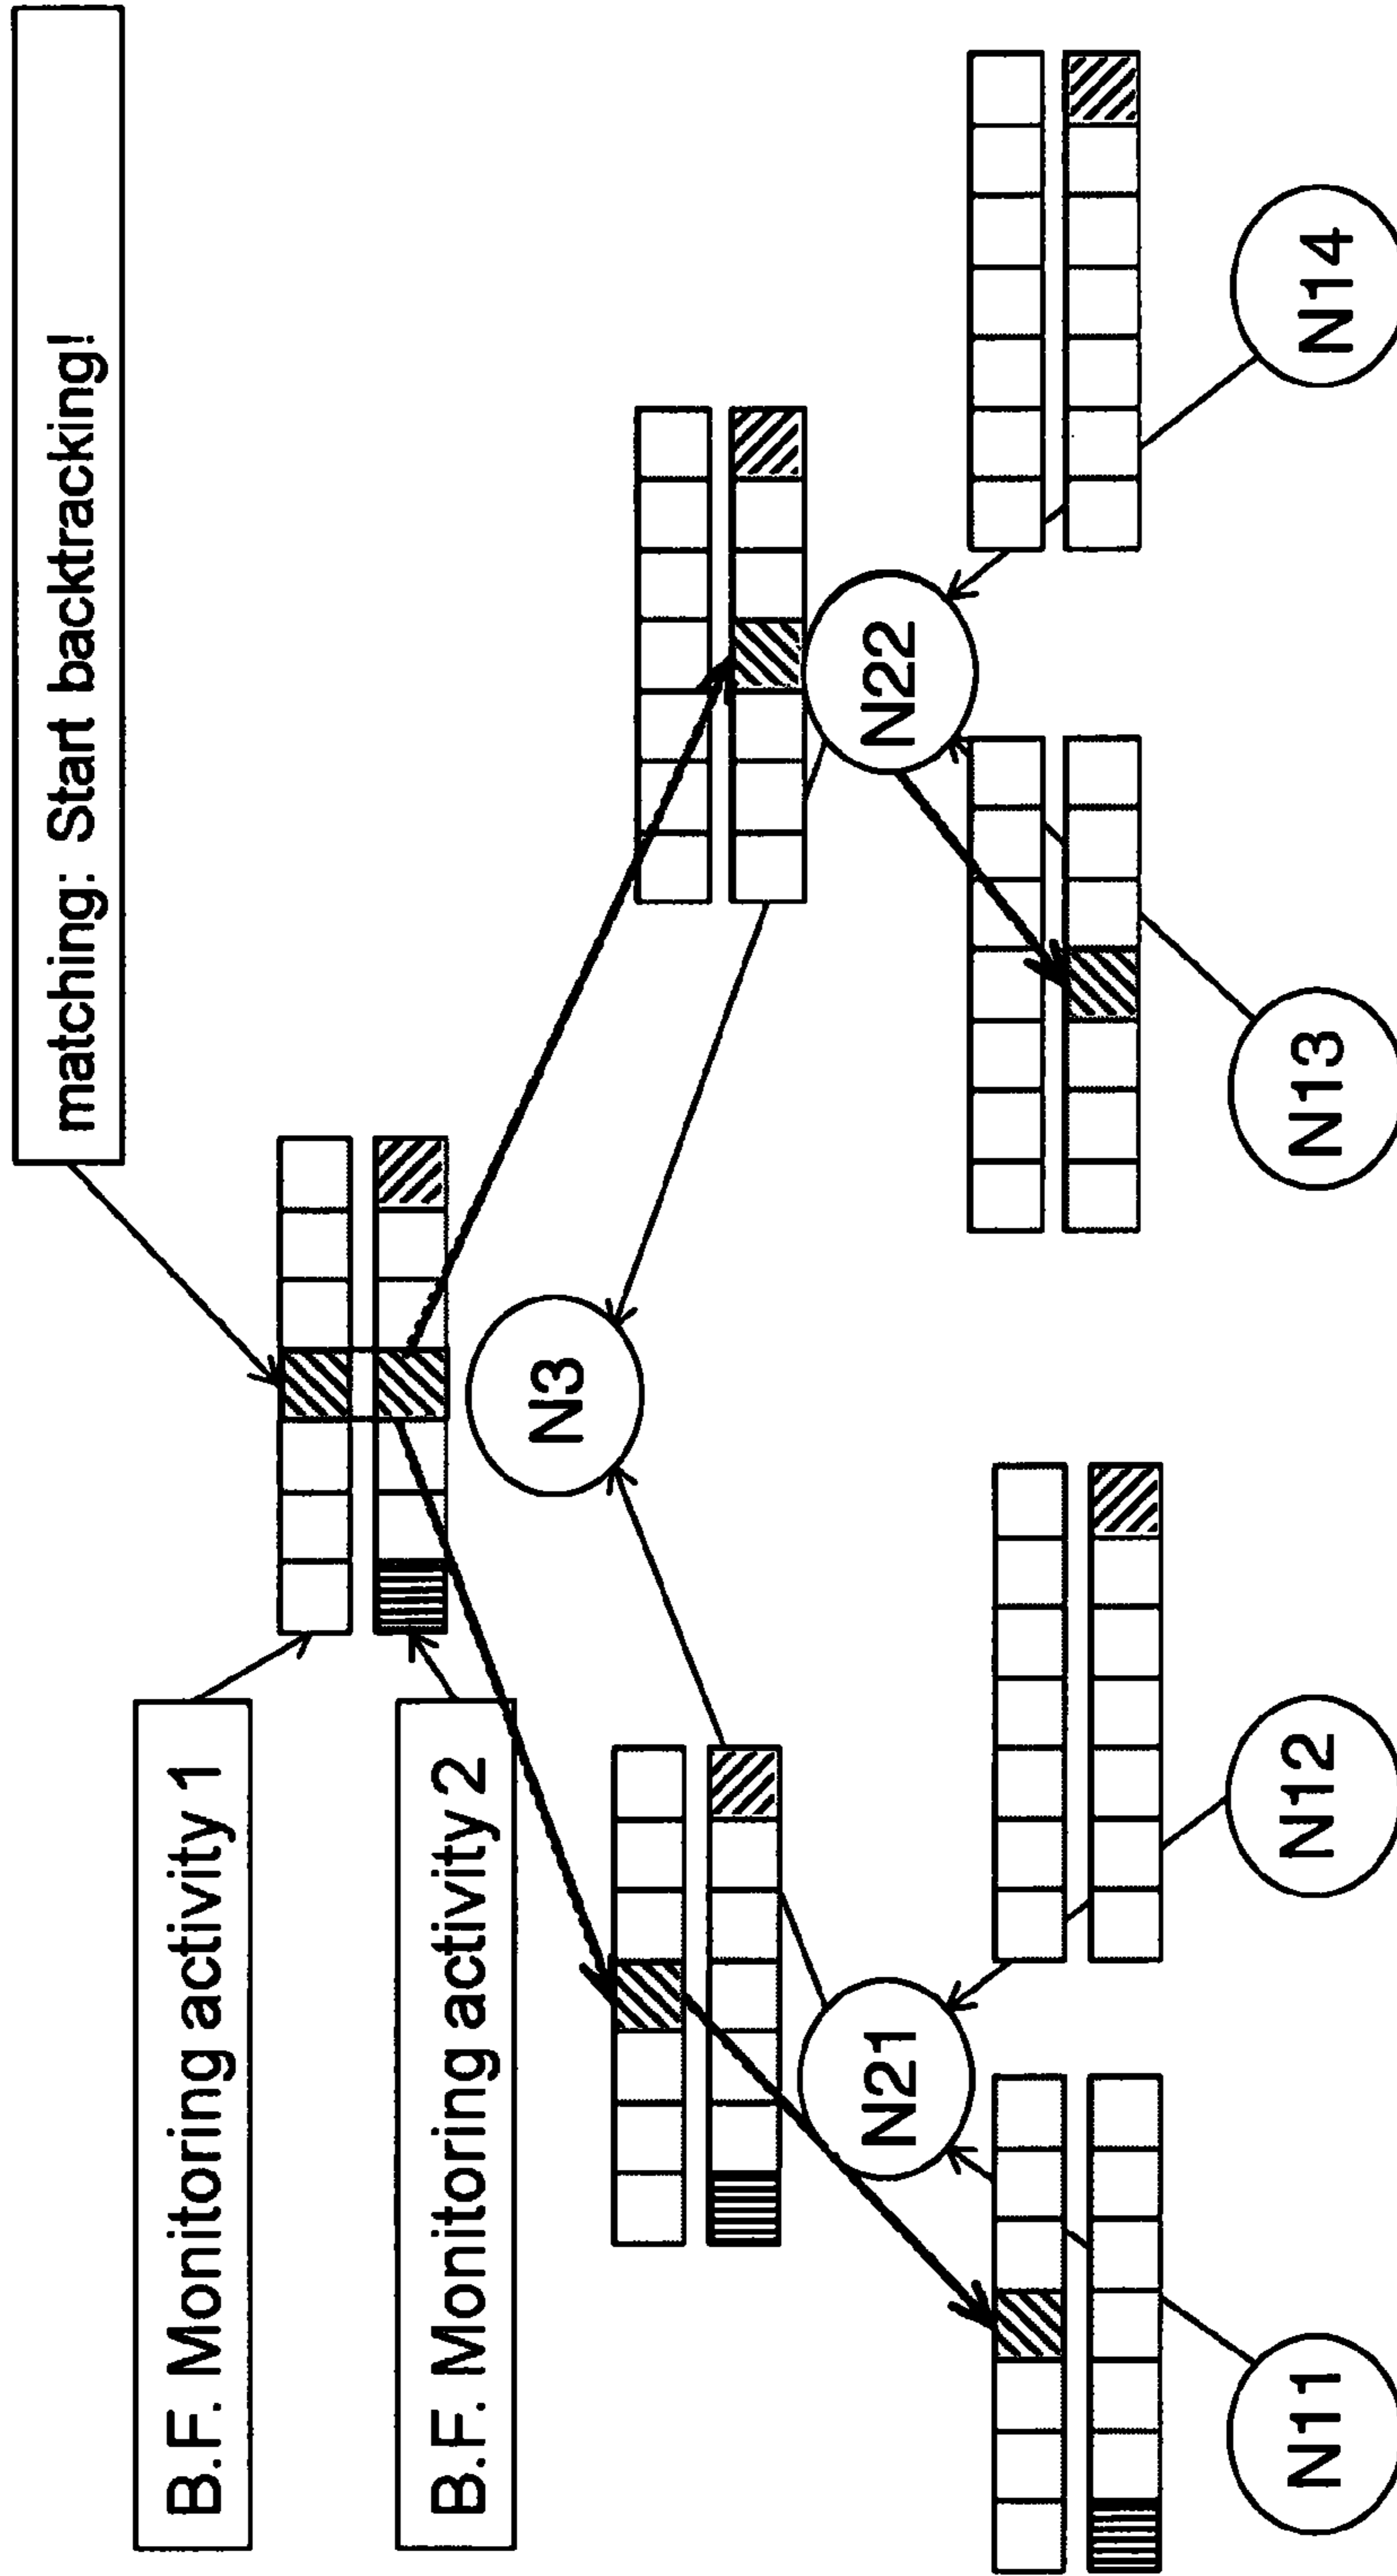 matching: Start backtracking!
B.F. Monitoring activity 1
B.F. Monitoring activity 2
N3
N21
N22
N11
N12
N13
N14